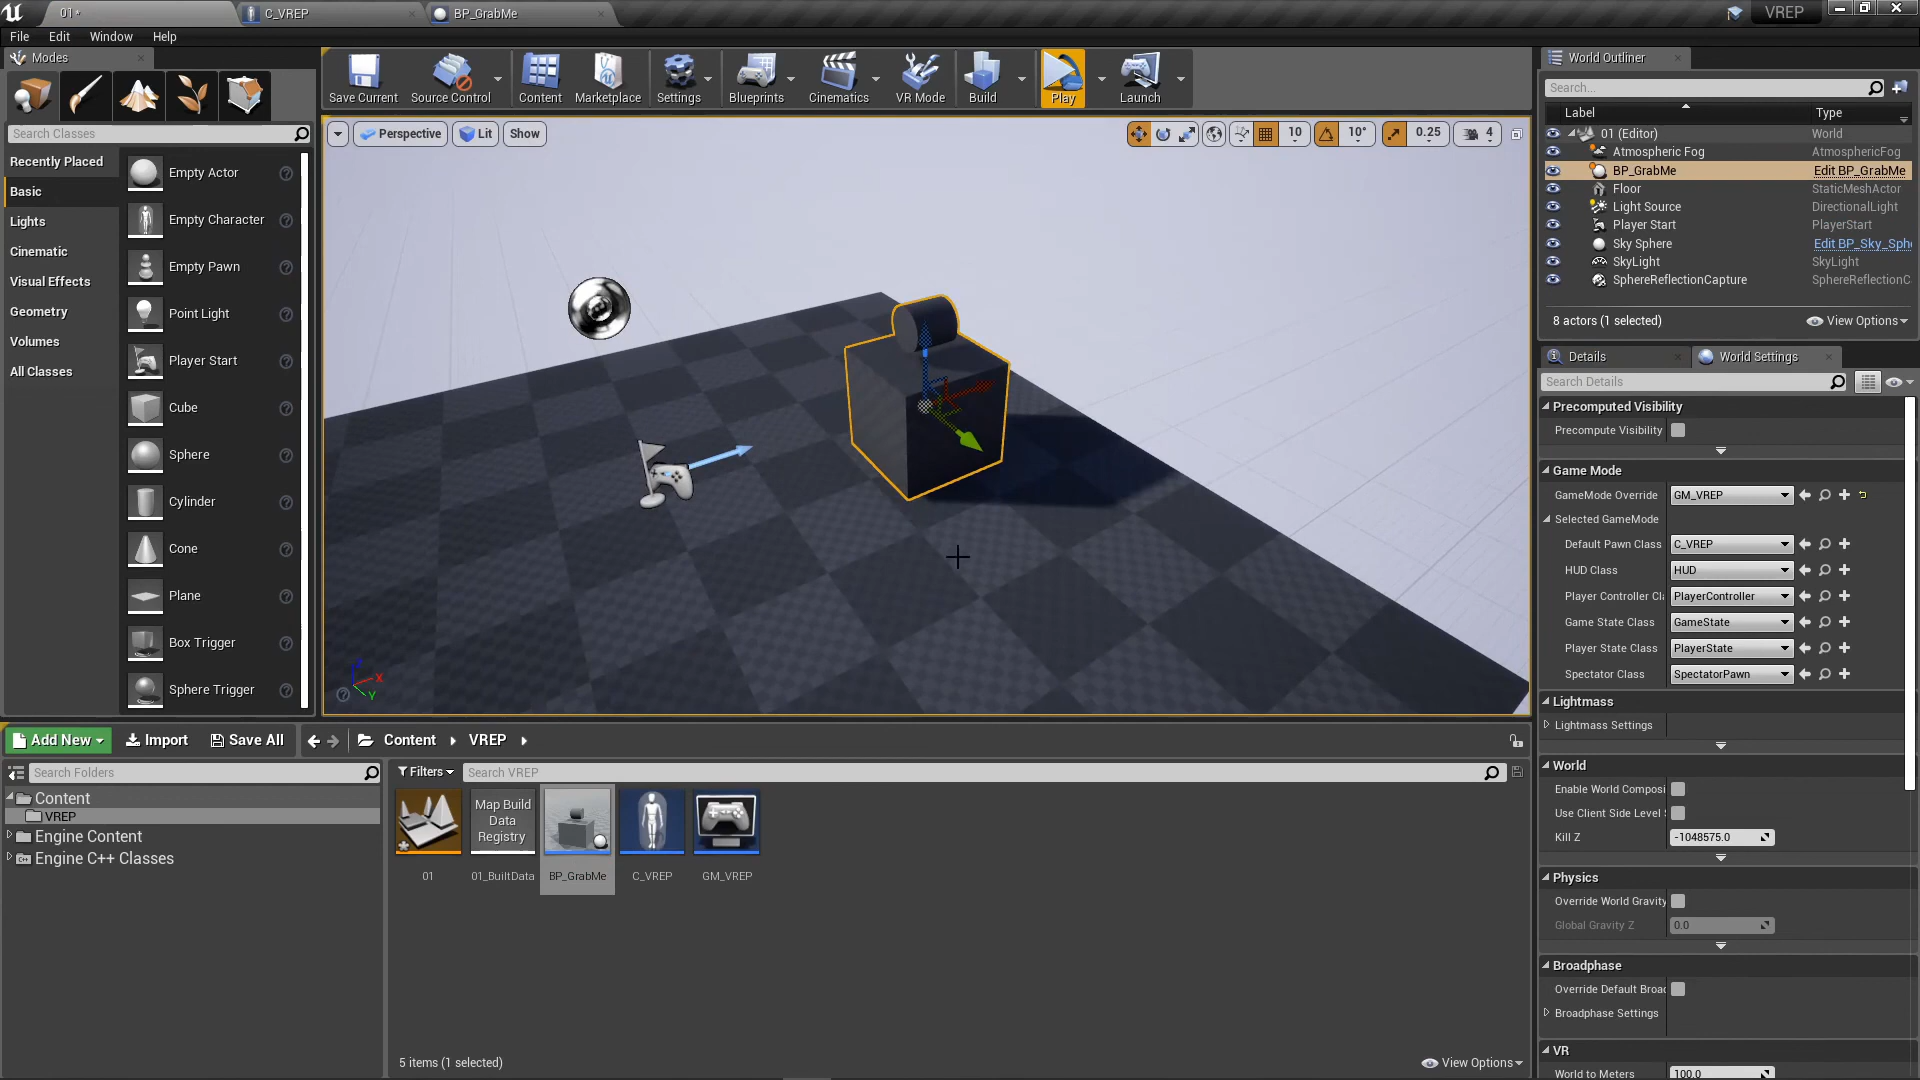 01*
C_VREP
BP_GrabMe
VREP
File Edit Window Help
Modes
Search Classes
Recently Placed
Basic
Lights
Cinematic
Visual Effects
Geometry
Volumes
All Classes
Empty Actor
Empty Character
Empty Pawn
Point Light
Player Start
Cube
Sphere
Cylinder
Cone
Plane
Box Trigger
Sphere Trigger
Save Current
Source Control
Content
Marketplace
Settings
Blueprints
Cinematics
VR Mode
Build
Play
Launch
Perspective Lit Show
10 10° 0.25 4
Z
X
Y
World Outliner
Search...
Label Type
01 (Editor) World
Atmospheric Fog AtmosphericFog
BP_GrabMe Edit BP_GrabMe
Floor StaticMeshActor
Light Source DirectionalLight
Player Start PlayerStart
Sky Sphere Edit BP_Sky_Sph
SkyLight SkyLight
SphereReflectionCapture SphereReflectionC
8 actors (1 selected) View Options
Details World Settings
Search Details
Precomputed Visibility
Precompute Visibility
Game Mode
GameMode Override GM_VREP
Selected GameMode
Default Pawn Class C_VREP
HUD Class HUD
Player Controller Cl PlayerController
Game State Class GameState
Player State Class PlayerState
Spectator Class SpectatorPawn
Lightmass
Lightmass Settings
World
Enable World Composi
Use Client Side Level
Kill Z -1048575.0
Physics
Override World Gravity
Global Gravity Z 0.0
Broadphase
Override Default Broa
Broadphase Settings
VR
World to Meters 100.0
Add New Import Save All Content VREP
Search Folders
Content
VREP
Engine Content
Engine C++ Classes
Filters Search VREP
Map Build
Data
Registry
01 01_BuiltData BP_GrabMe C_VREP GM_VREP
5 items (1 selected) View Options